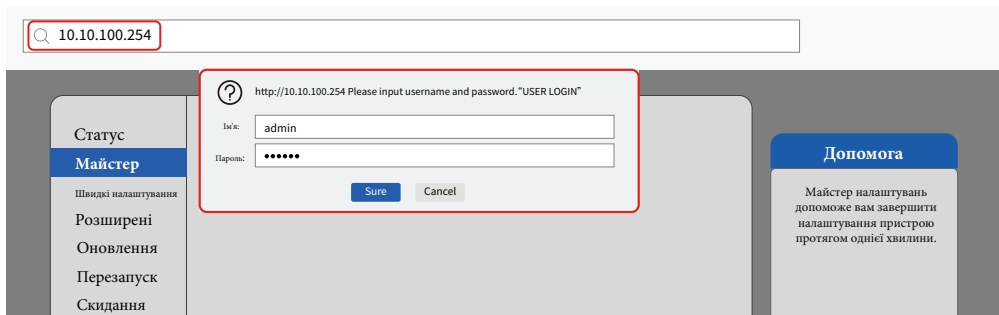 10.10.100.254
http://10.10.100.254 Please input username and password.“USER LOGIN”
Ім'я: admin
Пароль: ••••••
Sure Cancel
Статус
Майстер
Швидкі налаштування
Розширені
Оновлення
Перезапуск
Скидання
Допомога
Майстер налаштувань
допоможе вам завершити
налаштування пристрою
протягом однієї хвилини.